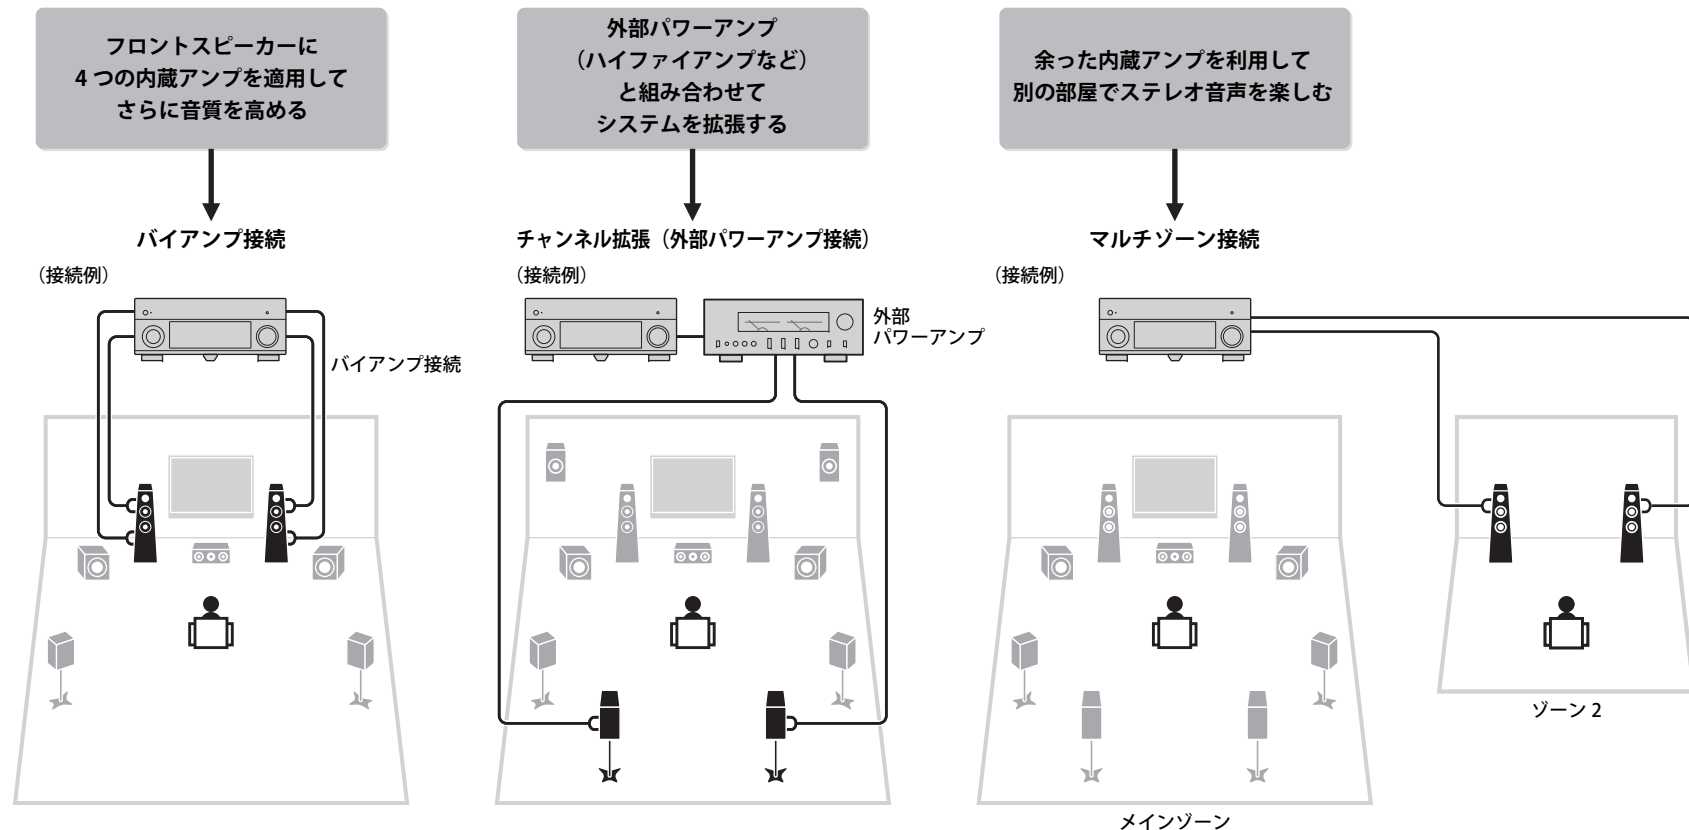 フロントスピーカーに
4 つの内蔵アンプを適用して
さらに音質を高める
バイアンプ接続
（接続例）
バイアンプ接続
外部パワーアンプ
（ハイファイアンプなど）
と組み合わせて
システムを拡張する
チャンネル拡張（外部パワーアンプ接続）
（接続例）
外部
パワーアンプ
余った内蔵アンプを利用して
別の部屋でステレオ音声を楽しむ
マルチゾーン接続
（接続例）
ゾーン 2
メインゾーン